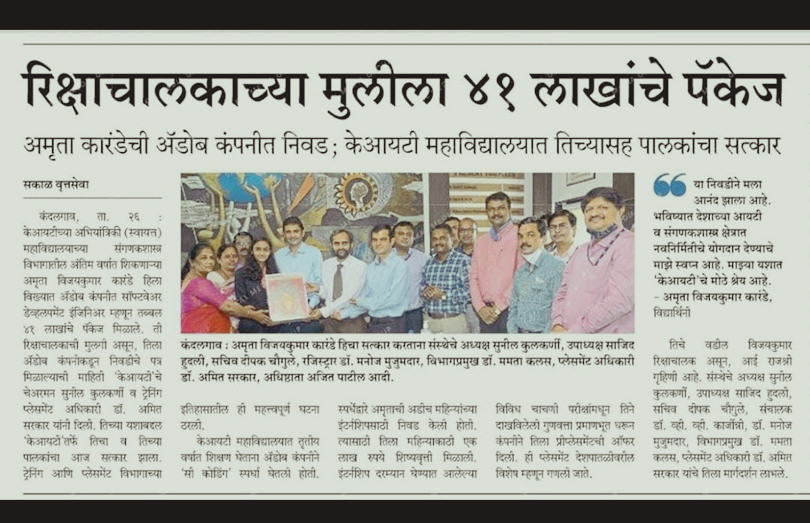 रिक्षाचालकाच्या मुलीला ४१ लाखांचे पॅकेज
अमृता कारंडेची ॲडोब कंपनीत निवड ; केआयटी महाविद्यालयात तिच्यासह पालकांचा सत्कार
सकाळ वृत्तसेवा
कंदलगाव, ता. २६ :
केआयटीच्या अभियांत्रिकी (स्वायत्त)
महाविद्यालयाच्या संगणकशास्त्र
विभागातील अंतिम वर्षात शिकणाऱ्या
अमृता विजयकुमार कारंडे हिला
विख्यात ॲडोब कंपनीत सॉफ्टवेअर
डेव्हलपमेंट इंजिनिअर म्हणून तब्बल
४१ लाखांचे पॅकेज मिळाले. ती
रिक्षाचालकाची मुलगी असून, तिला
ॲडोब कंपनीकडून निवडीचे पत्र
मिळाल्याची माहिती 'केआयटी'चे
चेअरमन सुनील कुलकर्णी व ट्रेनिंग
प्लेसमेंट अधिकारी डॉ. अमित
सरकार यांनी दिली. तिच्या यशाबद्दल
'केआयटी'तर्फे तिचा व तिच्या
पालकांचा आज सत्कार झाला.
ट्रेनिंग आणि प्लेसमेंट विभागाच्या
कंदलगाव : अमृता विजयकुमार कारंडे हिचा सत्कार करताना संस्थेचे अध्यक्ष सुनील कुलकर्णी, उपाध्यक्ष साजिद
हुदली, सचिव दीपक चौगुले, रजिस्ट्रार डॉ. मनोज मुजुमदार, विभागप्रमुख डॉ. ममता कलस, प्लेसमेंट अधिकारी
डॉ. अमित सरकार, अधिष्ठाता अजित पाटील आदी.
इतिहासातील ही महत्त्वपूर्ण घटना
ठरली.
केआयटी महाविद्यालयात तृतीय
वर्षात शिक्षण घेताना ॲडोब कंपनीने
'सी कोडिंग' स्पर्धा घेतली होती.
स्पर्धेद्वारे अमृताची अडीच महिन्यांच्या
इंटर्नशिपसाठी निवड केली होती.
त्यासाठी तिला महिन्याकाठी एक
लाख रुपये शिष्यवृत्ती मिळाली.
इंटर्नशिप दरम्यान घेण्यात आलेल्या
विविध चाचणी परीक्षांमधून तिने
दाखविलेली गुणवत्ता प्रमाणभूत धरून
कंपनीने तिला प्रीप्लेसमेंटची ऑफर
दिली. ही प्लेसमेंट देशपातळीवरील
विशेष म्हणून गणली जाते.
या निवडीने मला
आनंद झाला आहे.
भविष्यात देशाच्या आयटी
व संगणकशास्त्र क्षेत्रात
नवनिर्मितीचे योगदान देण्याचे
माझे स्वप्न आहे. माझ्या यशात
'केआयटी'चे मोठे श्रेय आहे.
- अमृता विजयकुमार कारंडे,
विद्यार्थिनी
तिचे वडील विजयकुमार
रिक्षाचालक असून, आई राजश्री
गृहिणी आहे. संस्थेचे अध्यक्ष सुनील
कुलकर्णी, उपाध्यक्ष साजिद हुदली,
सचिव दीपक चौगुले, संचालक
डॉ. व्ही. व्ही. कार्जिन्नी, डॉ. मनोज
मुजुमदार, विभागप्रमुख डॉ. ममता
कलस, प्लेसमेंट अधिकारी डॉ. अमित
सरकार यांचे तिला मार्गदर्शन लाभले.